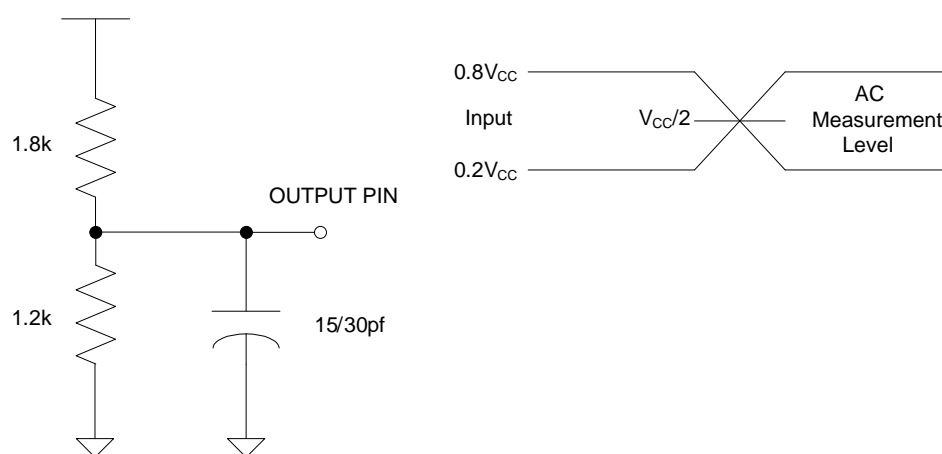 1.8k
OUTPUT PIN
1.2k
15/30pf
0.8VCC
Input
VCC/2
AC
Measurement
Level
0.2VCC